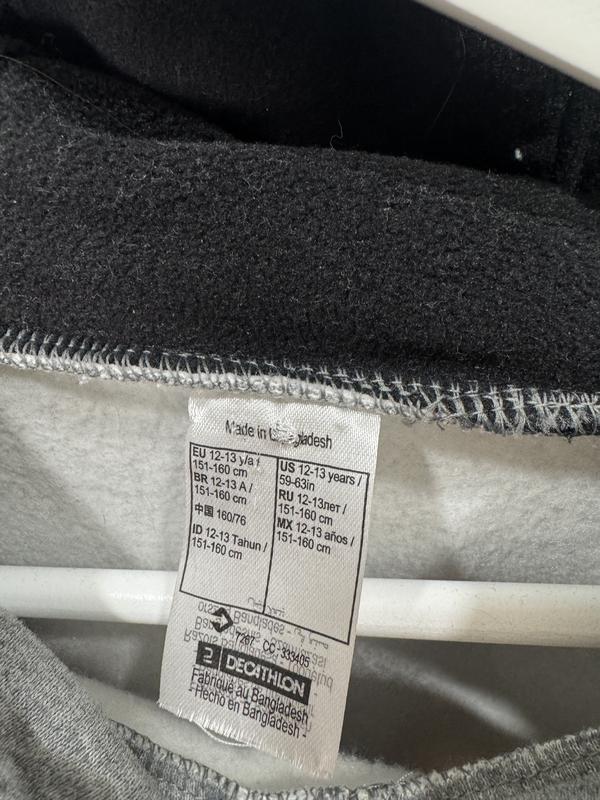 Made in
EU 12-13 y/a /
151-160 cm
BR 12-13 A /
151-160 cm
中国 160/76
ID 12-13 Tahun /
151-160 cm
US 12-13 years /
59-63in
RU 12-13лет /
151-160 cm
MX 12-13 años /
151-160 cm
7267 CC-333405
DECATHLON
Fabriqué au Bangladesh
- Hecho en Bangladesh -